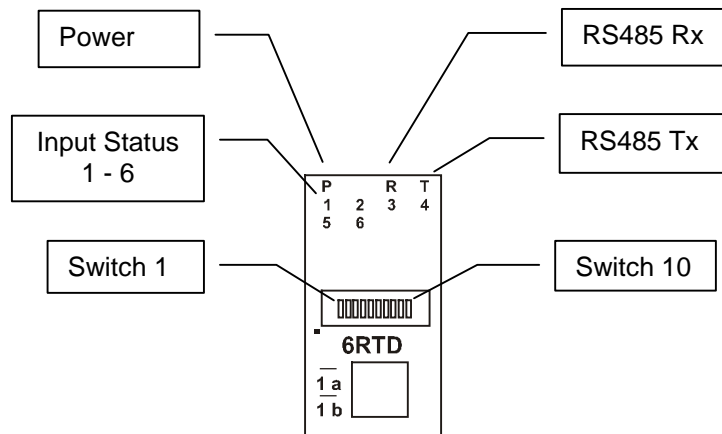 Power
RS485 Rx
Input Status
1 - 6
RS485 Tx
P R T
1 2 3 4
5 6
Switch 1
Switch 10
6RTD
1 a
1 b